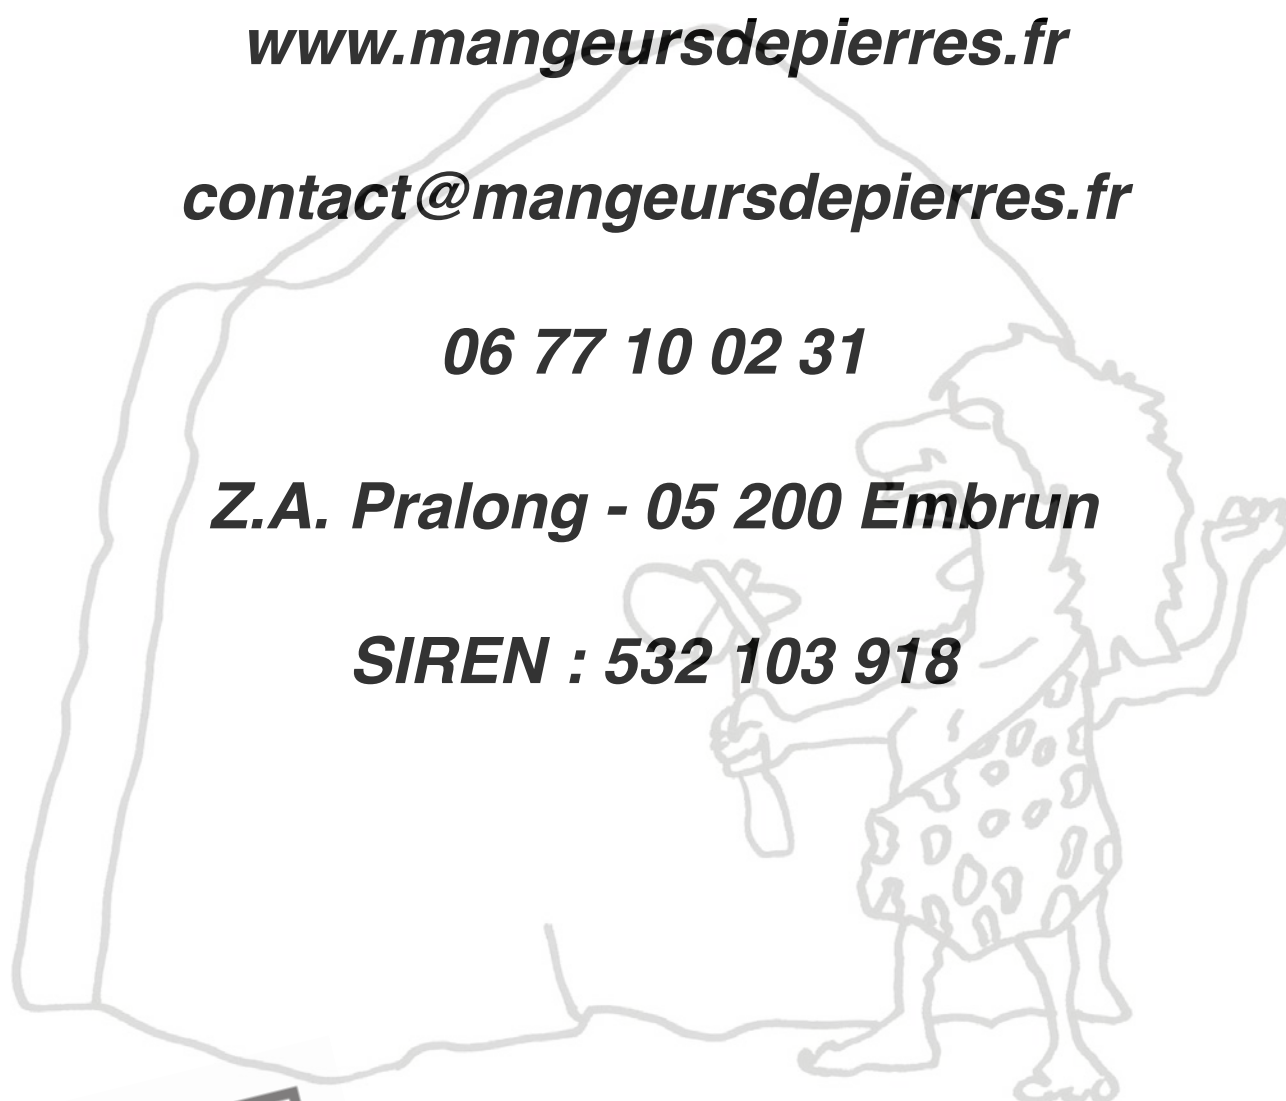 www.mangeursdepierres.fr
contact@mangeursdepierres.fr
06 77 10 02 31
Z.A. Pralong - 05 200 Embrun
SIREN : 532 103 918